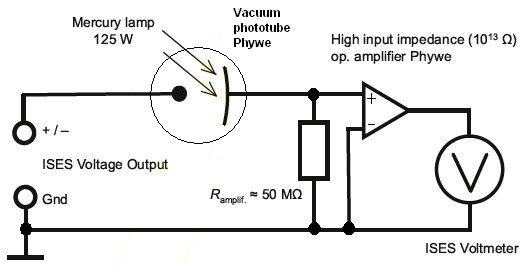 Mercury lamp
125 W
Vacuum
phototube
Phywe
High input impedance (10¹³ Ω)
op. amplifier Phywe
+
−
+ / −
ISES Voltage Output
Gnd
R amplif. ≈ 50 MΩ
V
ISES Voltmeter